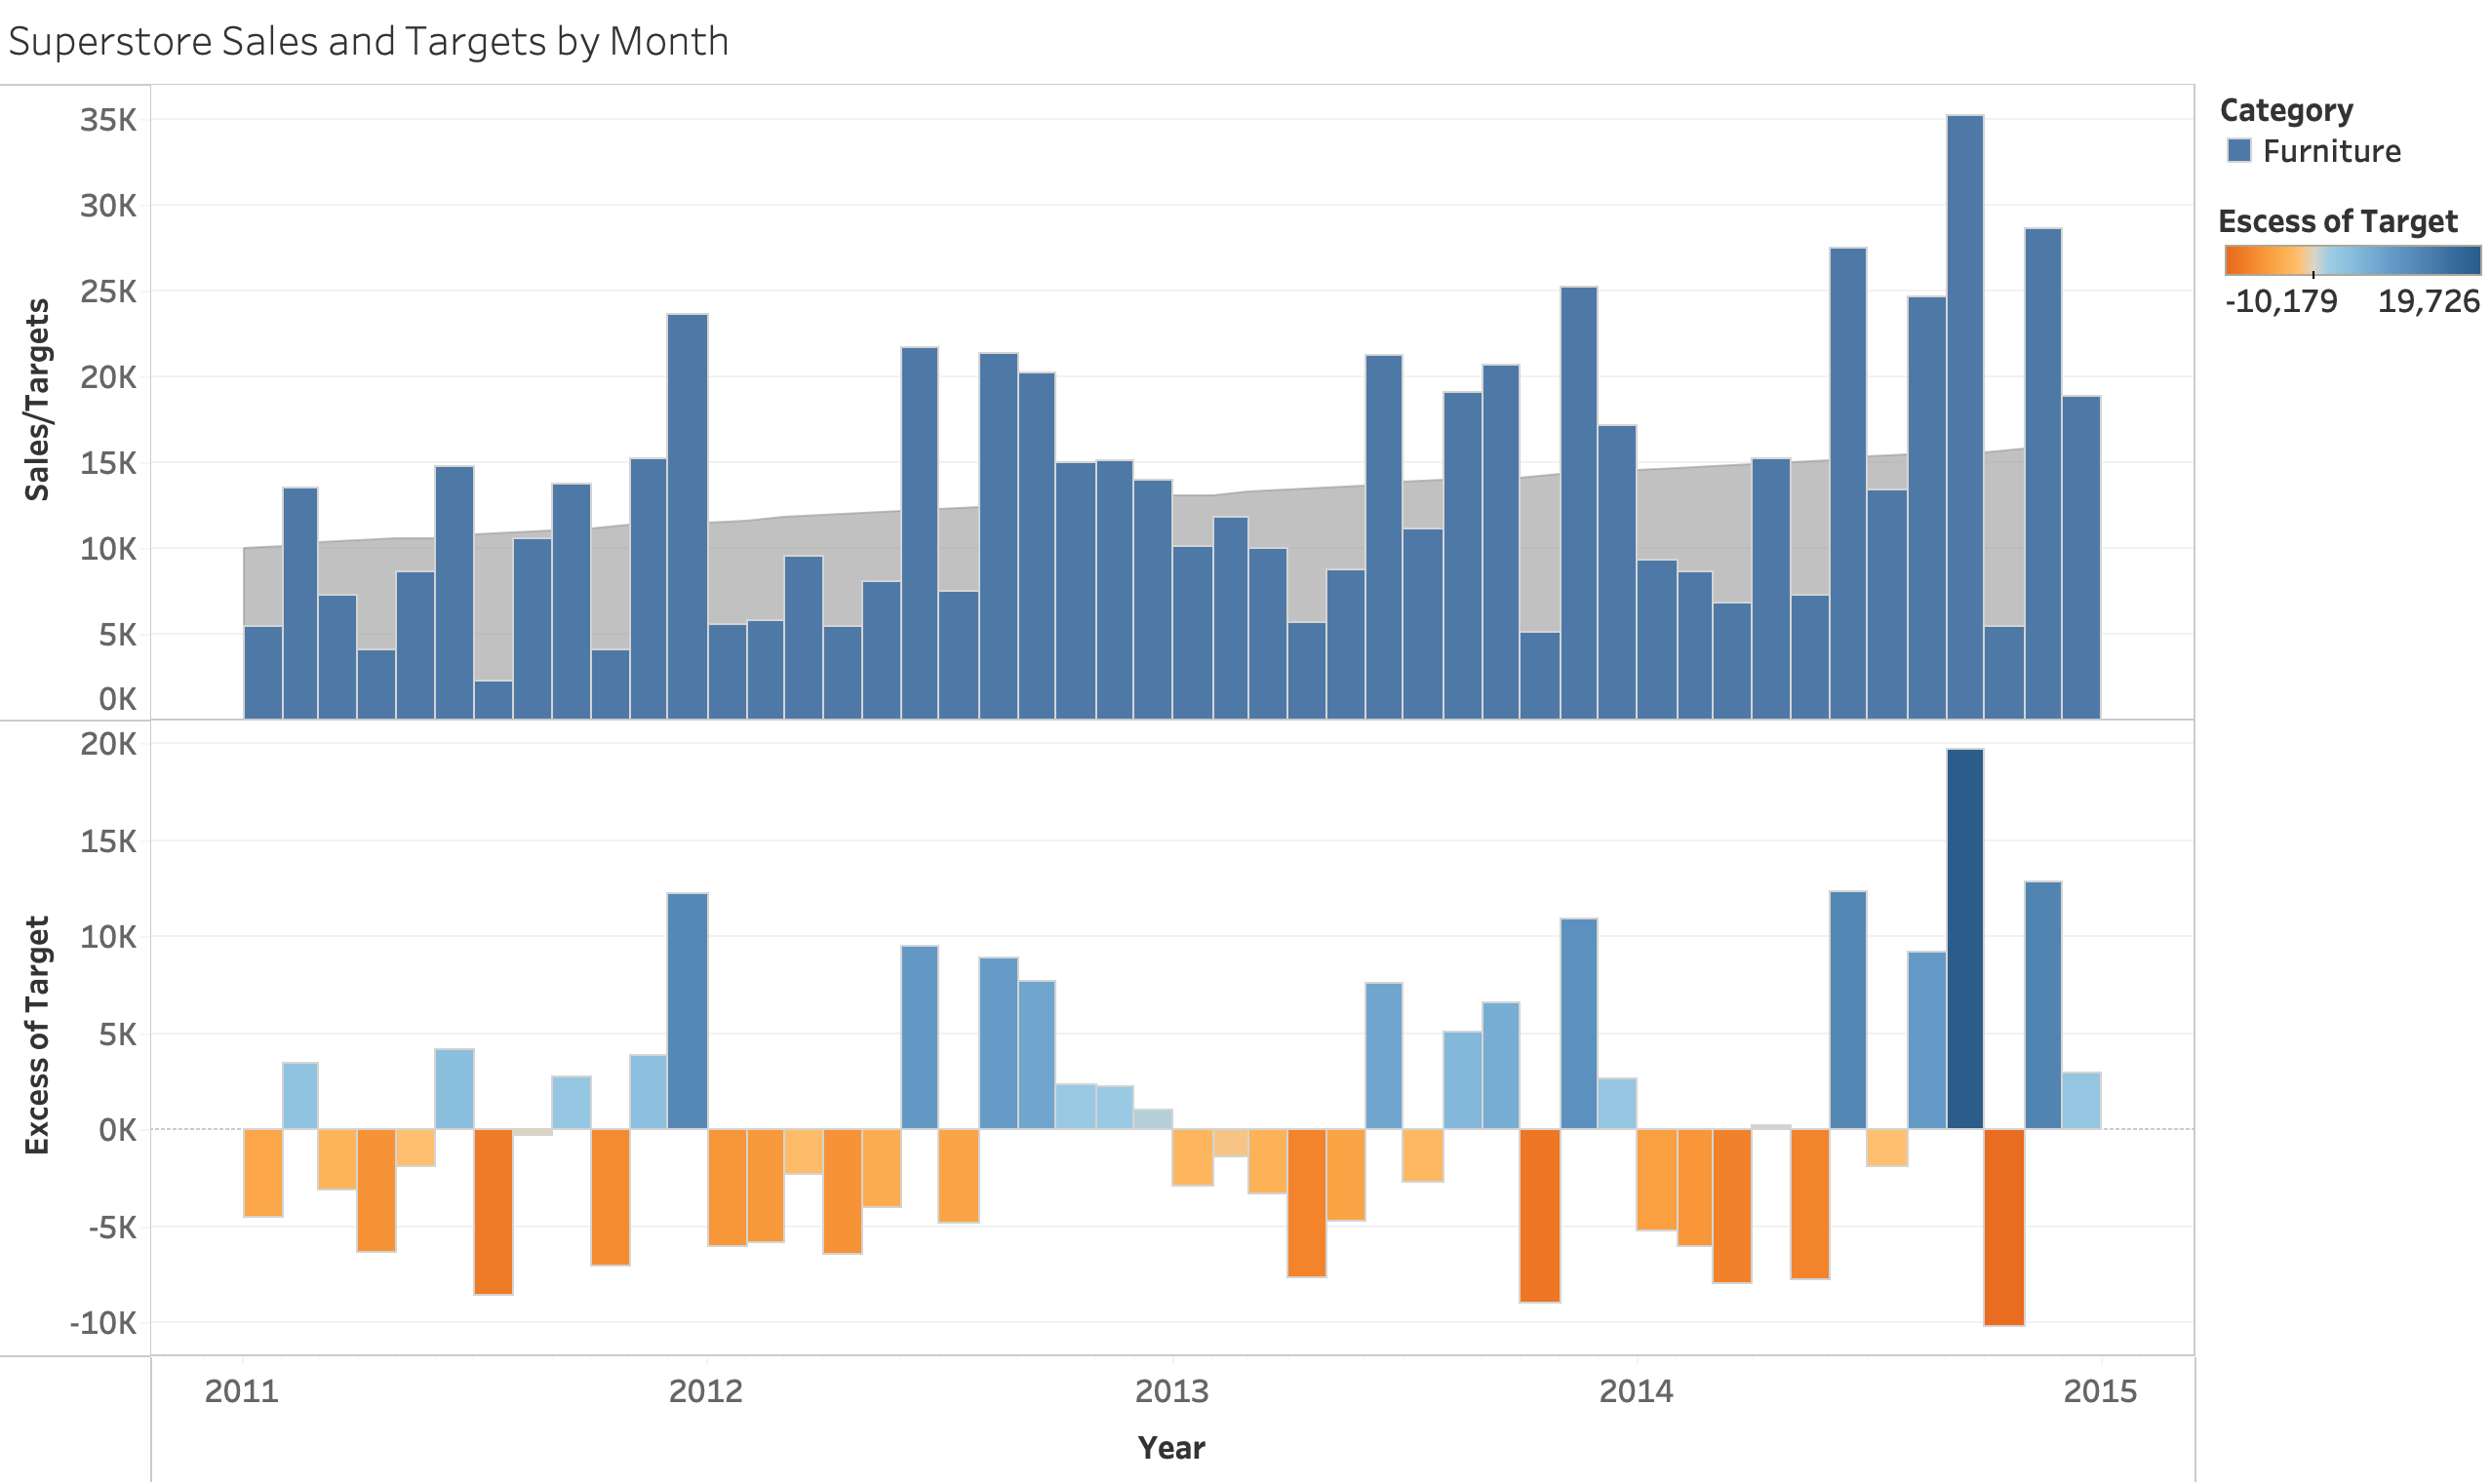 Superstore Sales and Targets by Month
Sales/Targets
35K
30K
25K
20K
15K
10K
5K
0K
Excess of Target
20K
15K
10K
5K
0K
-5K
-10K
2011
2012
2013
2014
2015
Year
Category
Furniture
Escess of Target
-10,179 19,726